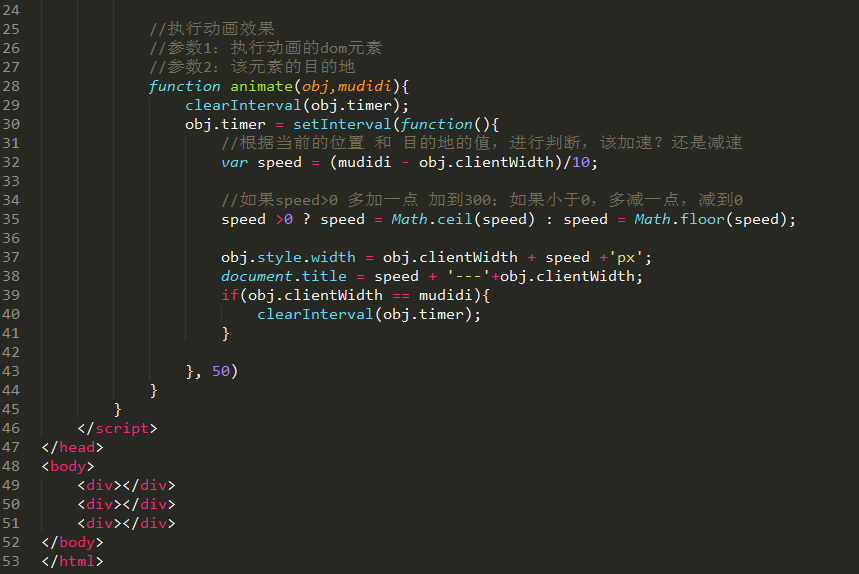 24
25 //执行动画效果
26 //参数1：执行动画的dom元素
27 //参数2：该元素的目的地
28 function animate(obj,mudidi){
29 clearInterval(obj.timer);
30 obj.timer = setInterval(function(){
31 //根据当前的位置 和 目的地的值，进行判断，该加速？还是减速
32 var speed = (mudidi - obj.clientWidth)/10;
33
34 //如果speed>0 多加一点 加到300；如果小于0，多减一点，减到0
35 speed >0 ? speed = Math.ceil(speed) : speed = Math.floor(speed);
36
37 obj.style.width = obj.clientWidth + speed +'px';
38 document.title = speed + '---'+obj.clientWidth;
39 if(obj.clientWidth == mudidi){
40 clearInterval(obj.timer);
41 }
42
43 }, 50)
44 }
45 }
46 </script>
47 </head>
48 <body>
49 <div></div>
50 <div></div>
51 <div></div>
52 </body>
53 </html>